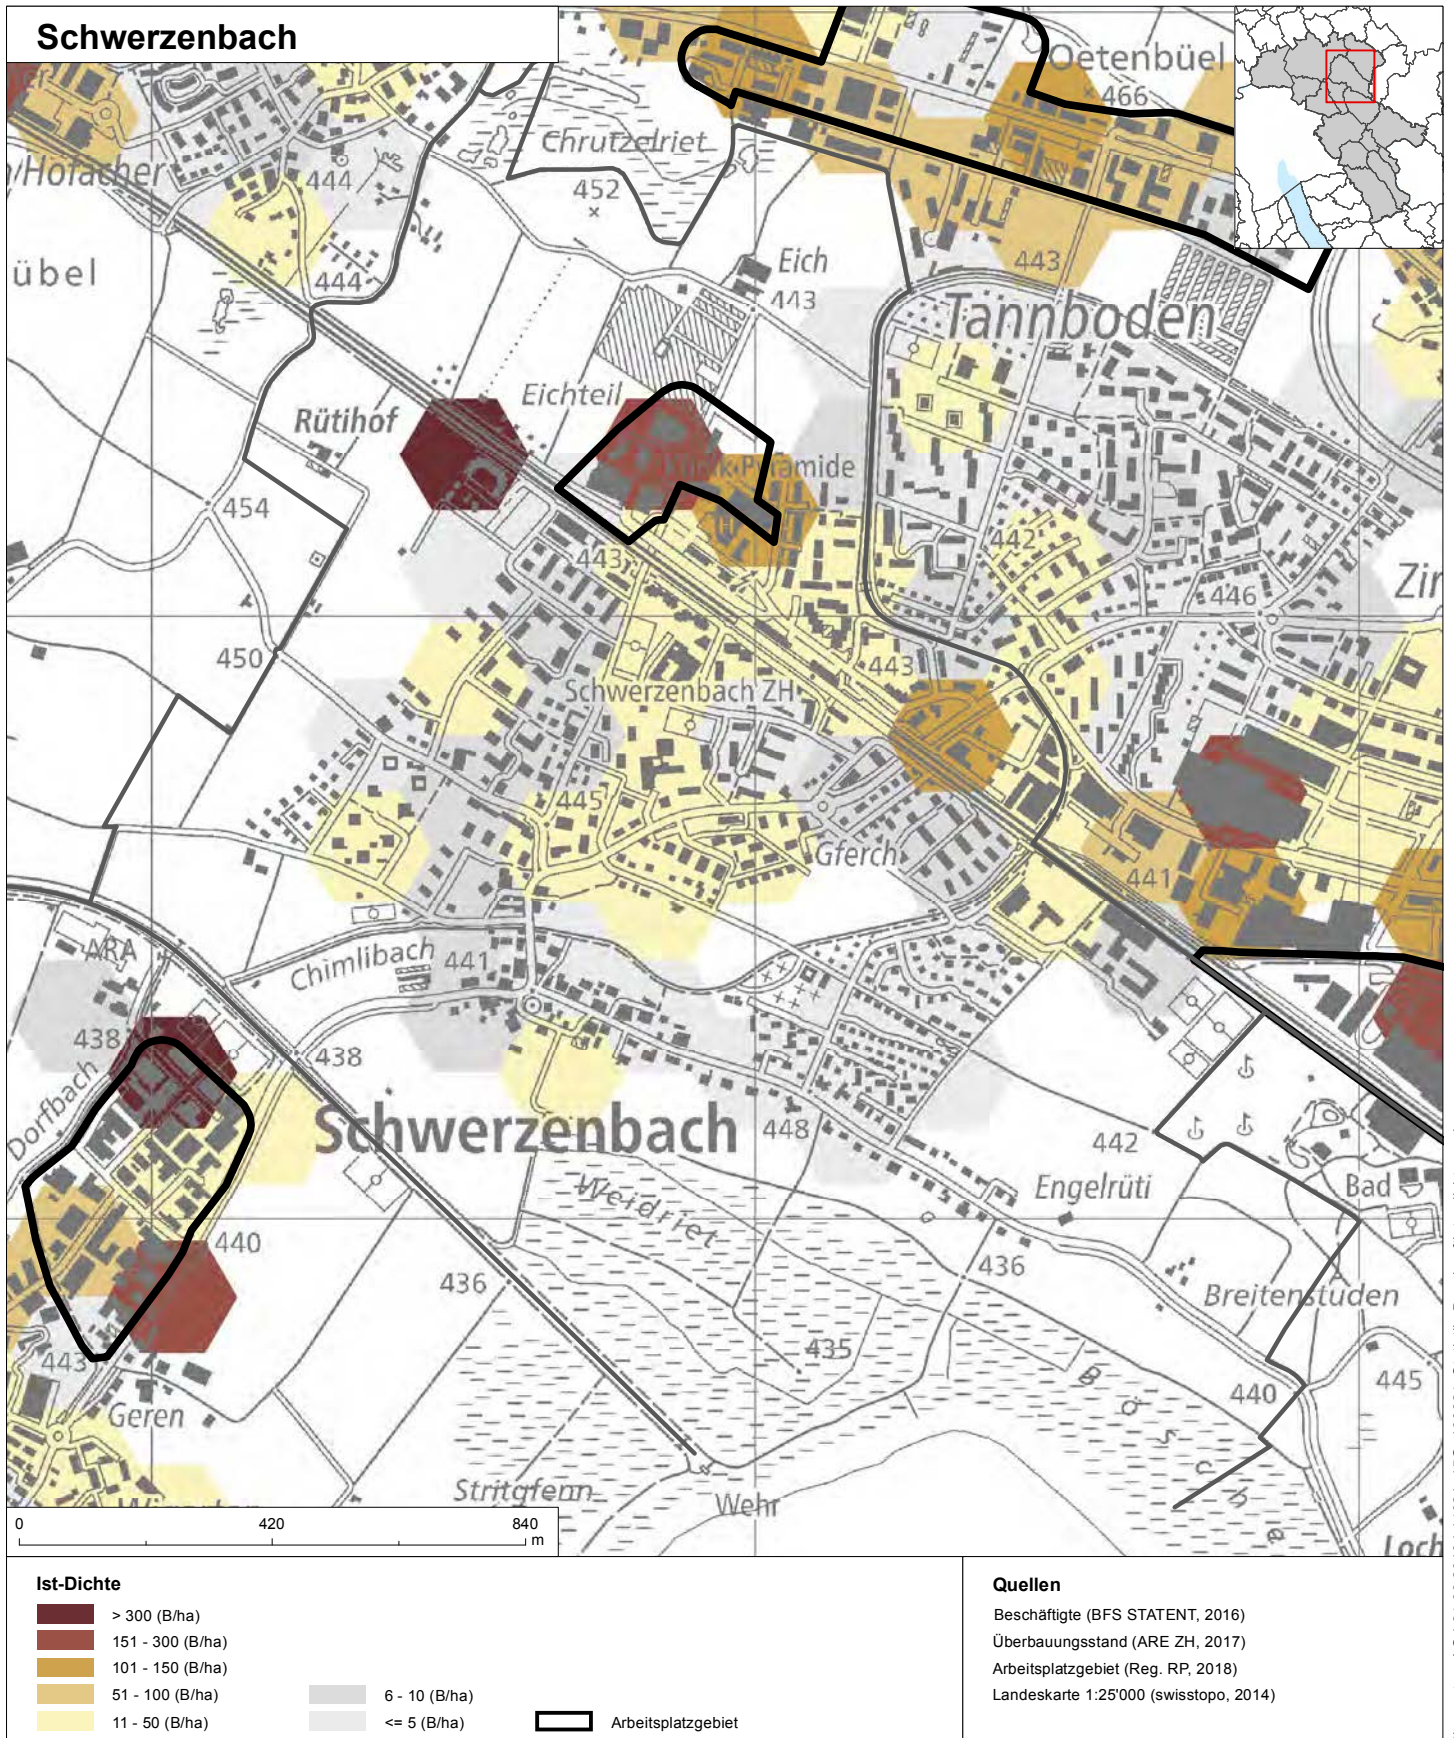 Schwerzenbach
Oetenbüel
466
Chrutzelriet
Hofacher
444
452
übel
444
Eich
443
443
Tannboden
Eichteil
Rütihof
Klinik Pyramide
H
454
443
442
Zir
446
450
443
Schwerzenbach ZH
445
Gferch
441
ARA
Chimlibach
441
438
438
Dorfbach
Schwerzenbach
448
442
Weidriet
Engelrüti
Bad
440
436
436
Breitenstuden
435
443
B ö s c h e
440
445
Geren
Stritgfenn
Wehr
Loch
0 420 840
m
Ist-Dichte
> 300 (B/ha)
151 - 300 (B/ha)
101 - 150 (B/ha)
51 - 100 (B/ha)
11 - 50 (B/ha)
6 - 10 (B/ha)
<= 5 (B/ha)
Arbeitsplatzgebiet
Quellen
Beschäftigte (BFS STATENT, 2016)
Überbauungsstand (ARE ZH, 2017)
Arbeitsplatzgebiet (Reg. RP, 2018)
Landeskarte 1:25'000 (swisstopo, 2014)